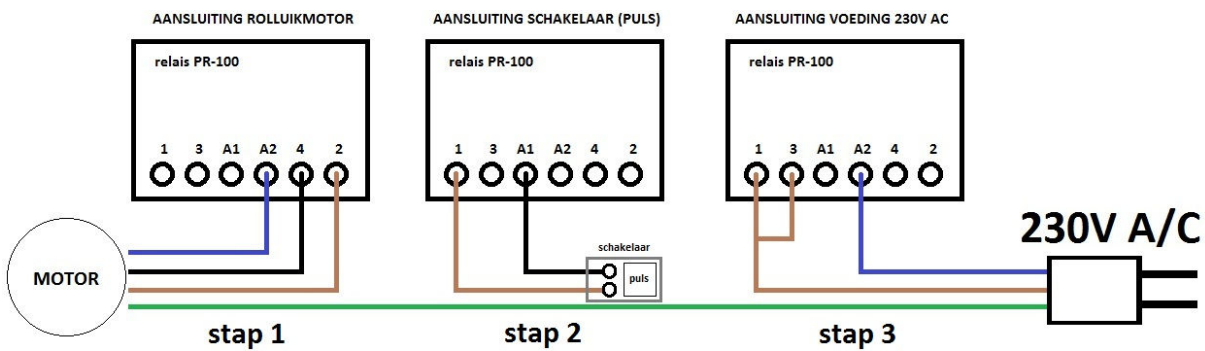 AANSLUITING ROLLUIKMOTOR
AANSLUITING SCHAKELAAR (PULS)
AANSLUITING VOEDING 230V AC
relais PR-100
relais PR-100
relais PR-100
1 3 A1 A2 4 2
1 3 A1 A2 4 2
1 3 A1 A2 4 2
230V A/C
schakelaar
puls
MOTOR
stap 1
stap 2
stap 3